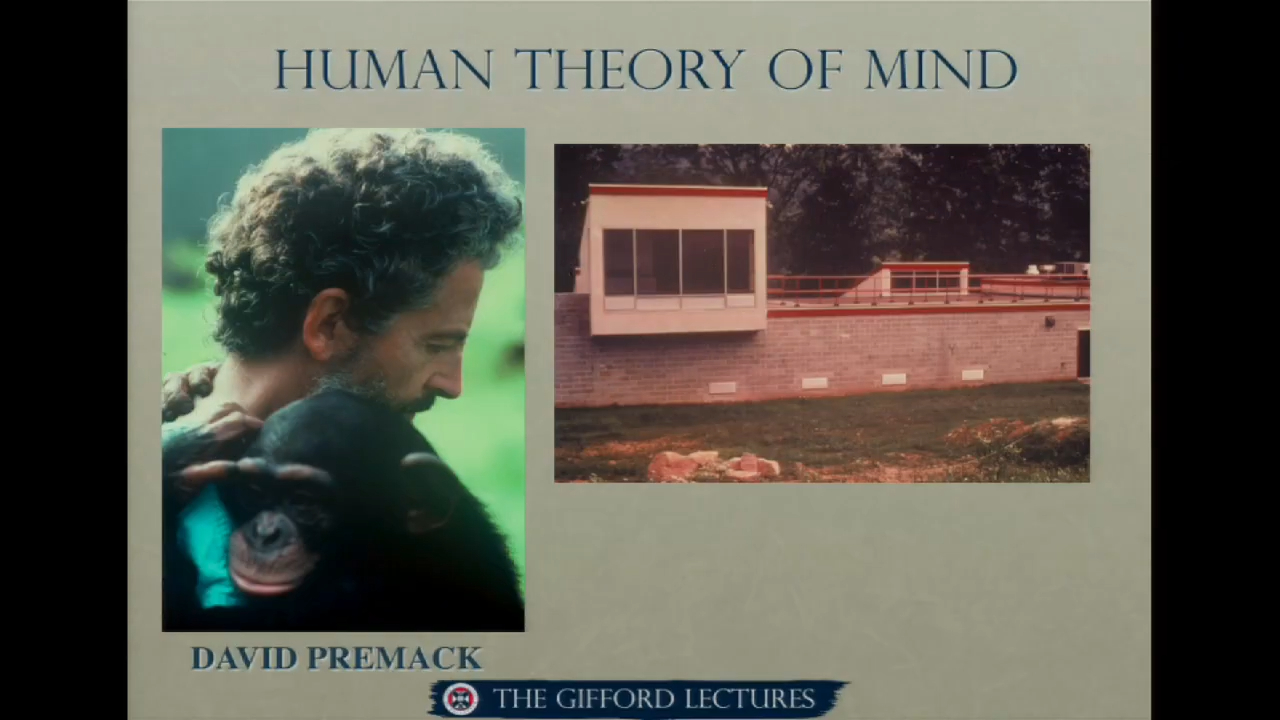 HUMAN THEORY OF MIND
DAVID PREMACK
THE GIFFORD LECTURES